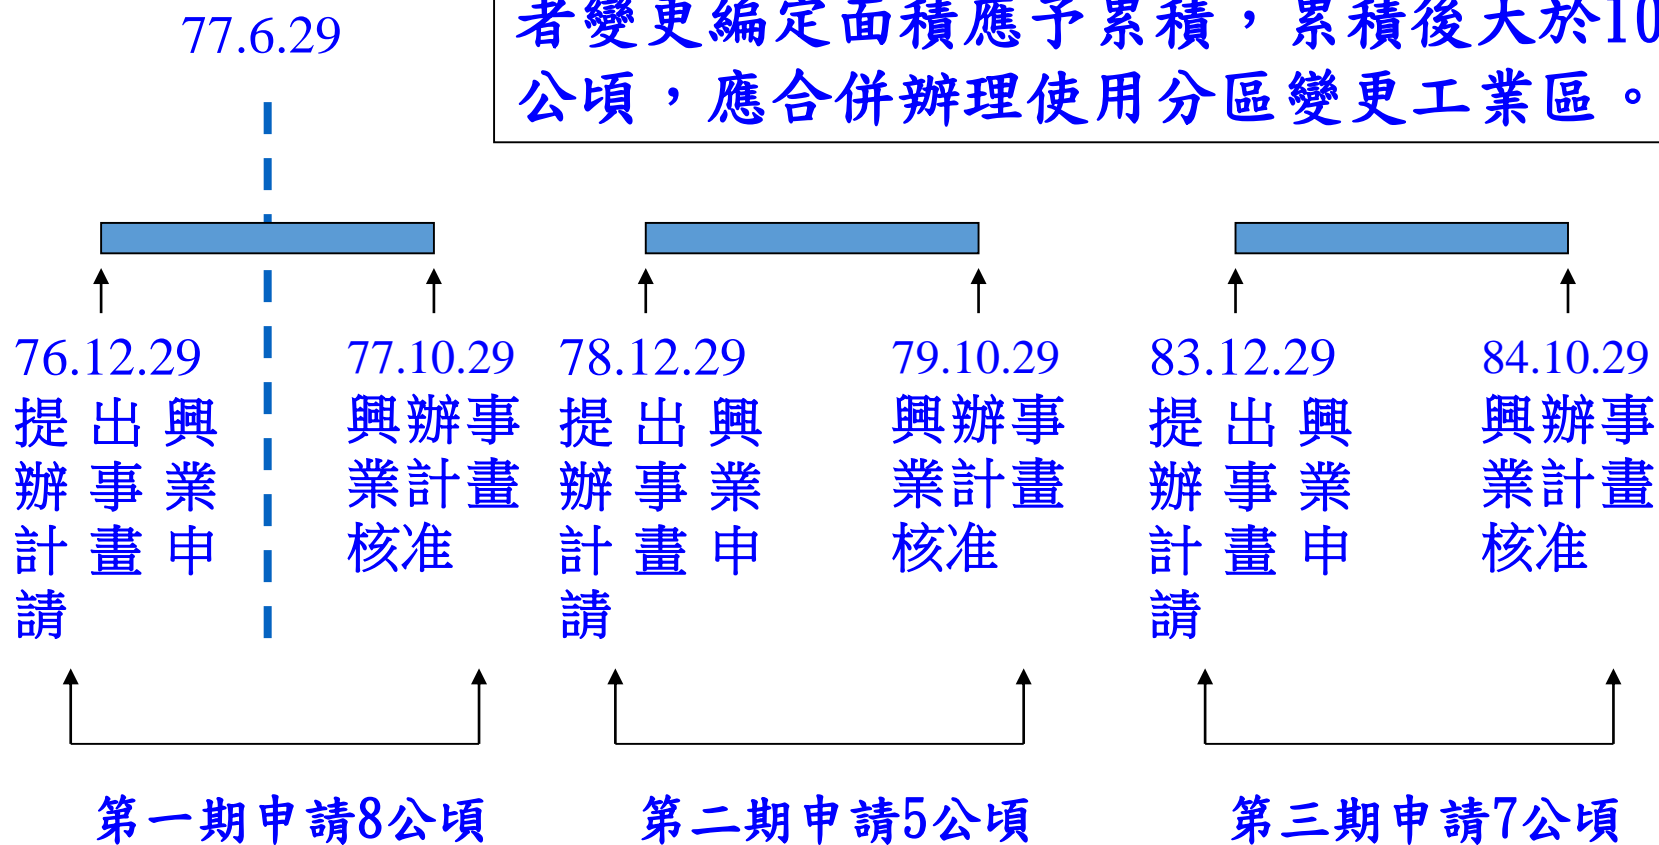 77.6.29
者變更編定面積應予累積，累積後大於10
公頃，應合併辦理使用分區變更工業區。
76.12.29
提出興
辦事業
計畫申
請
77.10.29
興辦事
業計畫
核准
78.12.29
提出興
辦事業
計畫申
請
79.10.29
興辦事
業計畫
核准
83.12.29
提出興
辦事業
計畫申
請
84.10.29
興辦事
業計畫
核准
第一期申請8公頃
第二期申請5公頃
第三期申請7公頃